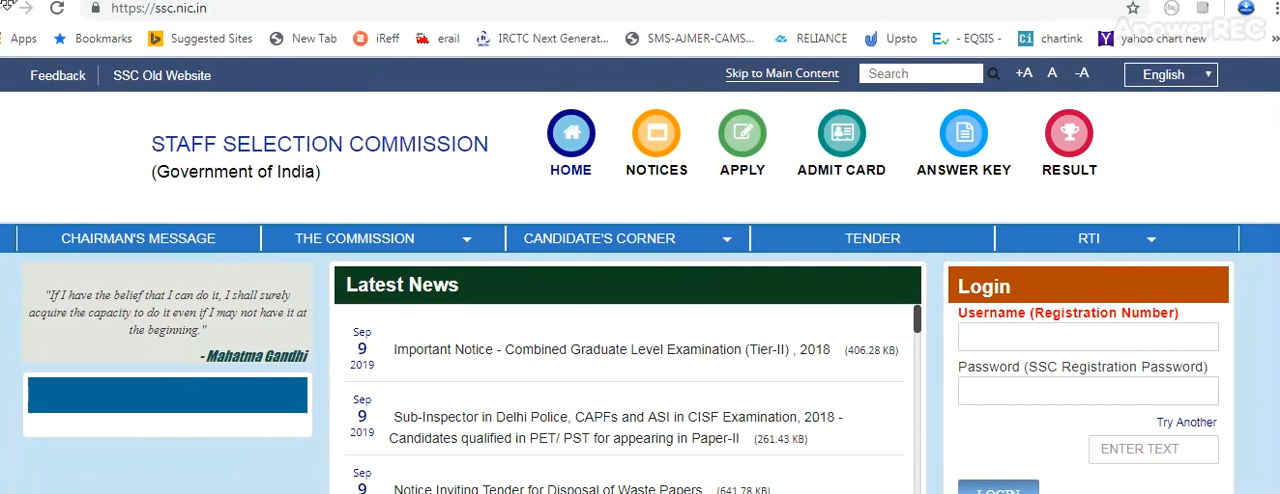 https://ssc.nic.in
Apps Bookmarks Suggested Sites New Tab iReff erail IRCTC Next Generat... SMS-AJMER-CAMS... RELIANCE Upsto - EQSIS - chartink yahoo chart new »
ApowerREC
Feedback SSC Old Website Skip to Main Content Search +A A -A English
STAFF SELECTION COMMISSION
(Government of India)
HOME NOTICES APPLY ADMIT CARD ANSWER KEY RESULT
CHAIRMAN'S MESSAGE THE COMMISSION CANDIDATE'S CORNER TENDER RTI
"If I have the belief that I can do it, I shall surely
acquire the capacity to do it even if I may not have it at
the beginning."
- Mahatma Gandhi
Latest News
Sep
9
2019
Important Notice - Combined Graduate Level Examination (Tier-II) , 2018 (406.28 KB)
Sep
9
2019
Sub-Inspector in Delhi Police, CAPFs and ASI in CISF Examination, 2018 -
Candidates qualified in PET/ PST for appearing in Paper-II (261.43 KB)
Sep
9
Notice Inviting Tender for Disposal of Waste Papers (641.78 KB)
Login
Username (Registration Number)
Password (SSC Registration Password)
Try Another
ENTER TEXT
LOGIN